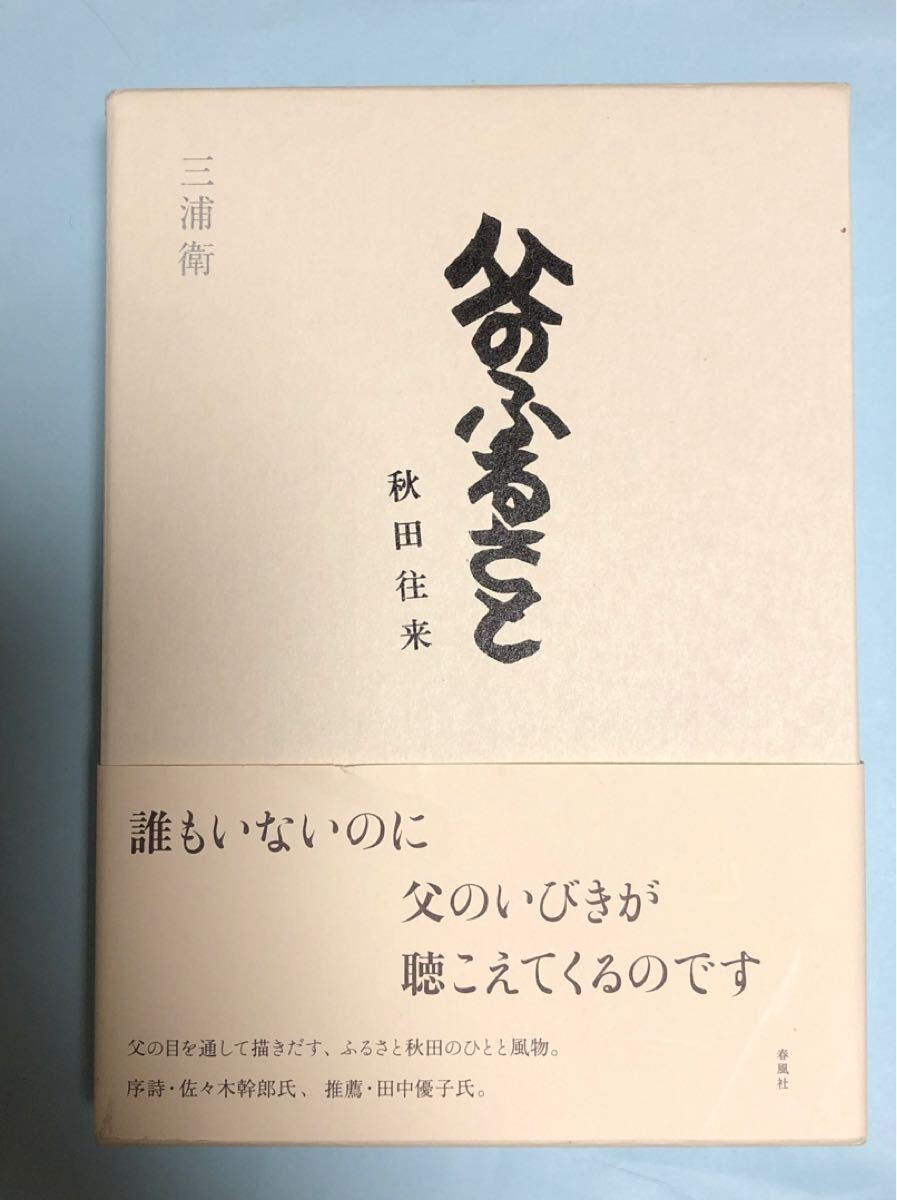 三浦衛
父のふるさと
秋田往来
誰もいないのに
父のいびきが
聴こえてくるのです
父の目を通して描きだす、ふるさと秋田のひとと風物。
序詩・佐々木幹郎氏、推薦・田中優子氏。
春風社